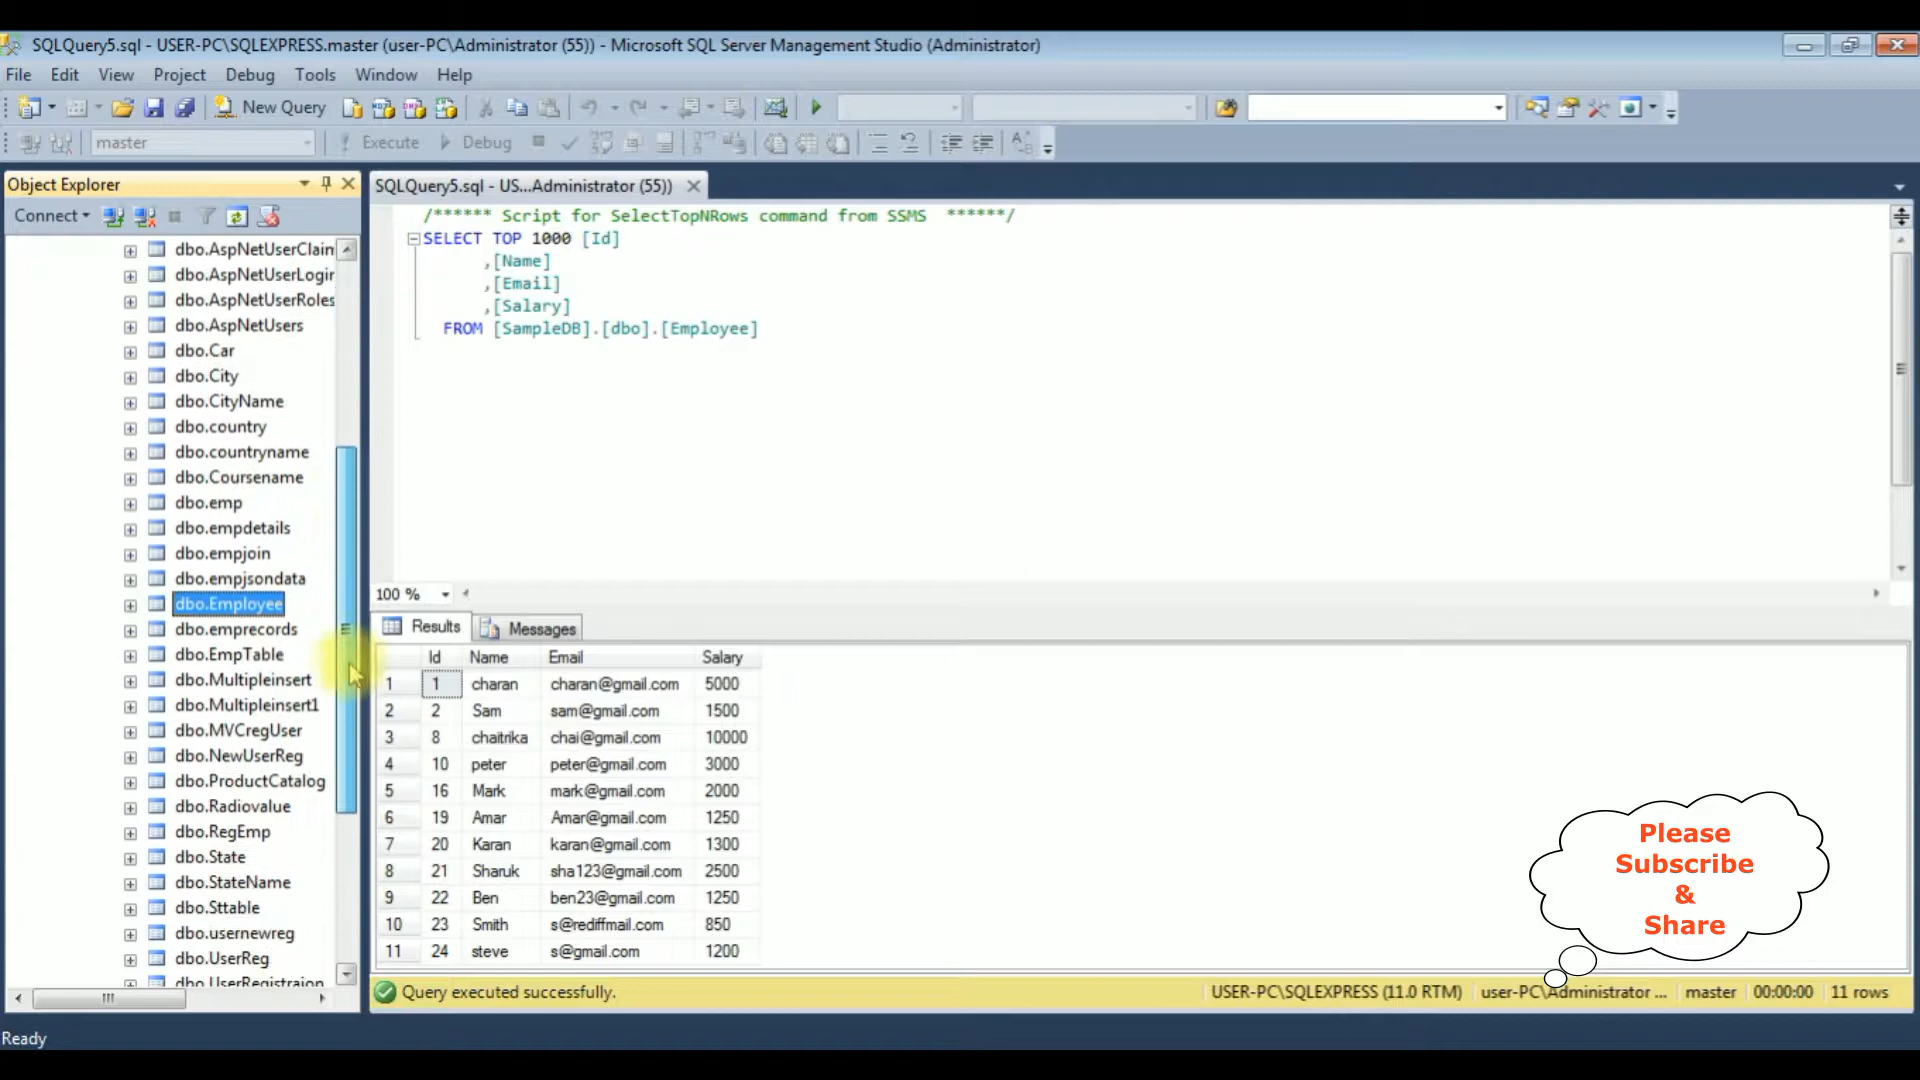 SQLQuery5.sql - USER-PC\SQLEXPRESS.master (user-PC\Administrator (55)) - Microsoft SQL Server Management Studio (Administrator)
File Edit View Project Debug Tools Window Help
New Query
master Execute Debug
Object Explorer
Connect
dbo.AspNetUserClaim
dbo.AspNetUserLogin
dbo.AspNetUserRoles
dbo.AspNetUsers
dbo.Car
dbo.City
dbo.CityName
dbo.country
dbo.countryname
dbo.Coursename
dbo.emp
dbo.empdetails
dbo.empjoin
dbo.empjsondata
dbo.Employee
dbo.emprecords
dbo.EmpTable
dbo.Multipleinsert
dbo.Multipleinsert1
dbo.MVCregUser
dbo.NewUserReg
dbo.ProductCatalog
dbo.Radiovalue
dbo.RegEmp
dbo.State
dbo.StateName
dbo.Sttable
dbo.usernewreg
dbo.UserReg
dbo.UserRegistraion
SQLQuery5.sql - US...Administrator (55))
/****** Script for SelectTopNRows command from SSMS ******/
SELECT TOP 1000 [Id]
,[Name]
,[Email]
,[Salary]
FROM [SampleDB].[dbo].[Employee]
100 %
Results Messages
Id Name Email Salary
1 1 charan charan@gmail.com 5000
2 2 Sam sam@gmail.com 1500
3 8 chaitrika chai@gmail.com 10000
4 10 peter peter@gmail.com 3000
5 16 Mark mark@gmail.com 2000
6 19 Amar Amar@gmail.com 1250
7 20 Karan karan@gmail.com 1300
8 21 Sharuk sha123@gmail.com 2500
9 22 Ben ben23@gmail.com 1250
10 23 Smith s@rediffmail.com 850
11 24 steve s@gmail.com 1200
Please
Subscribe
&
Share
Query executed successfully. USER-PC\SQLEXPRESS (11.0 RTM) user-PC\Administrator ... master 00:00:00 11 rows
Ready